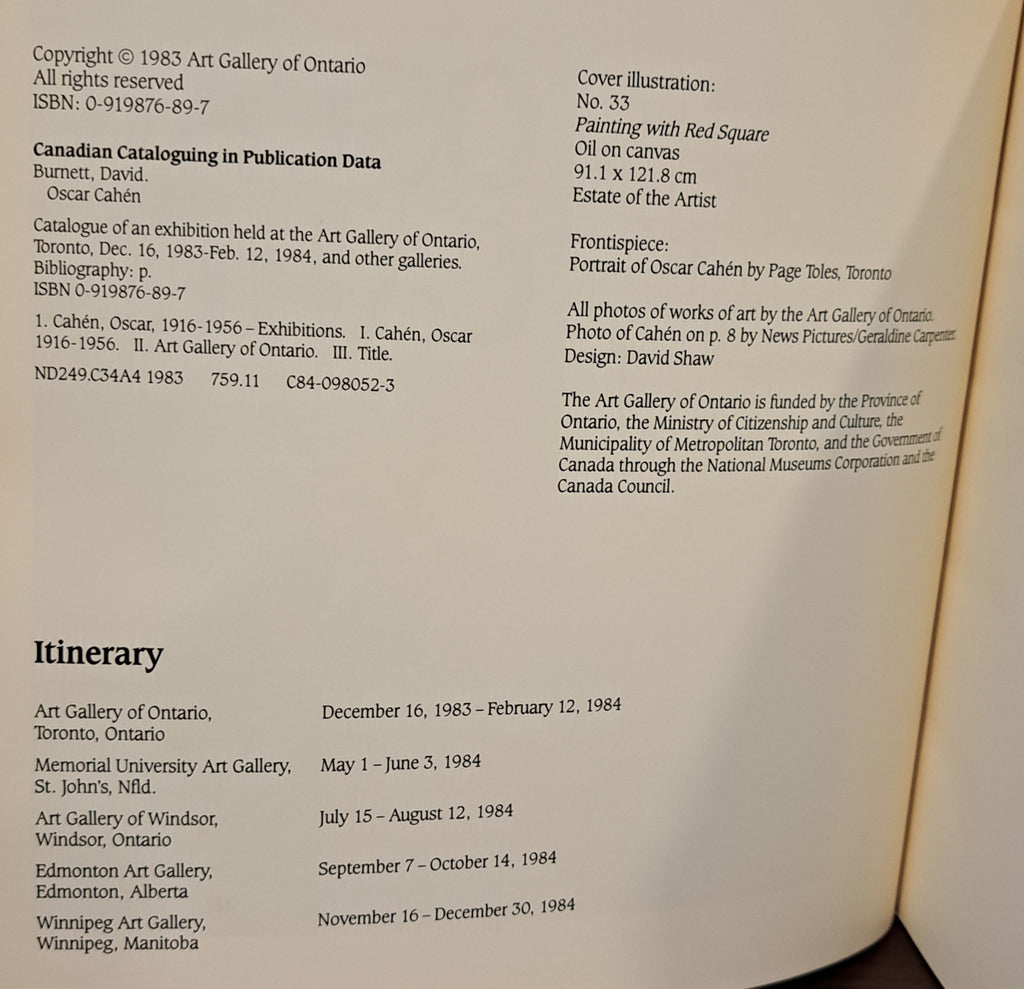 Copyright © 1983 Art Gallery of Ontario
All rights reserved
ISBN: 0-919876-89-7
Canadian Cataloguing in Publication Data
Burnett, David.
Oscar Cahén
Catalogue of an exhibition held at the Art Gallery of Ontario,
Toronto, Dec. 16, 1983-Feb. 12, 1984, and other galleries.
Bibliography: p.
ISBN 0-919876-89-7
1. Cahén, Oscar, 1916-1956 – Exhibitions. I. Cahén, Oscar
1916-1956. II. Art Gallery of Ontario. III. Title.
ND249.C34A4 1983 759.11 C84-098052-3
Cover illustration:
No. 33
Painting with Red Square
Oil on canvas
91.1 x 121.8 cm
Estate of the Artist
Frontispiece:
Portrait of Oscar Cahén by Page Toles, Toronto
All photos of works of art by the Art Gallery of Ontario.
Photo of Cahén on p. 8 by News Pictures/Geraldine Carpenter.
Design: David Shaw
The Art Gallery of Ontario is funded by the Province of
Ontario, the Ministry of Citizenship and Culture, the
Municipality of Metropolitan Toronto, and the Government of
Canada through the National Museums Corporation and the
Canada Council.
Itinerary
Art Gallery of Ontario, December 16, 1983 – February 12, 1984
Toronto, Ontario
Memorial University Art Gallery, May 1 – June 3, 1984
St. John's, Nfld.
Art Gallery of Windsor, July 15 – August 12, 1984
Windsor, Ontario
Edmonton Art Gallery, September 7 – October 14, 1984
Edmonton, Alberta
Winnipeg Art Gallery, November 16 – December 30, 1984
Winnipeg, Manitoba